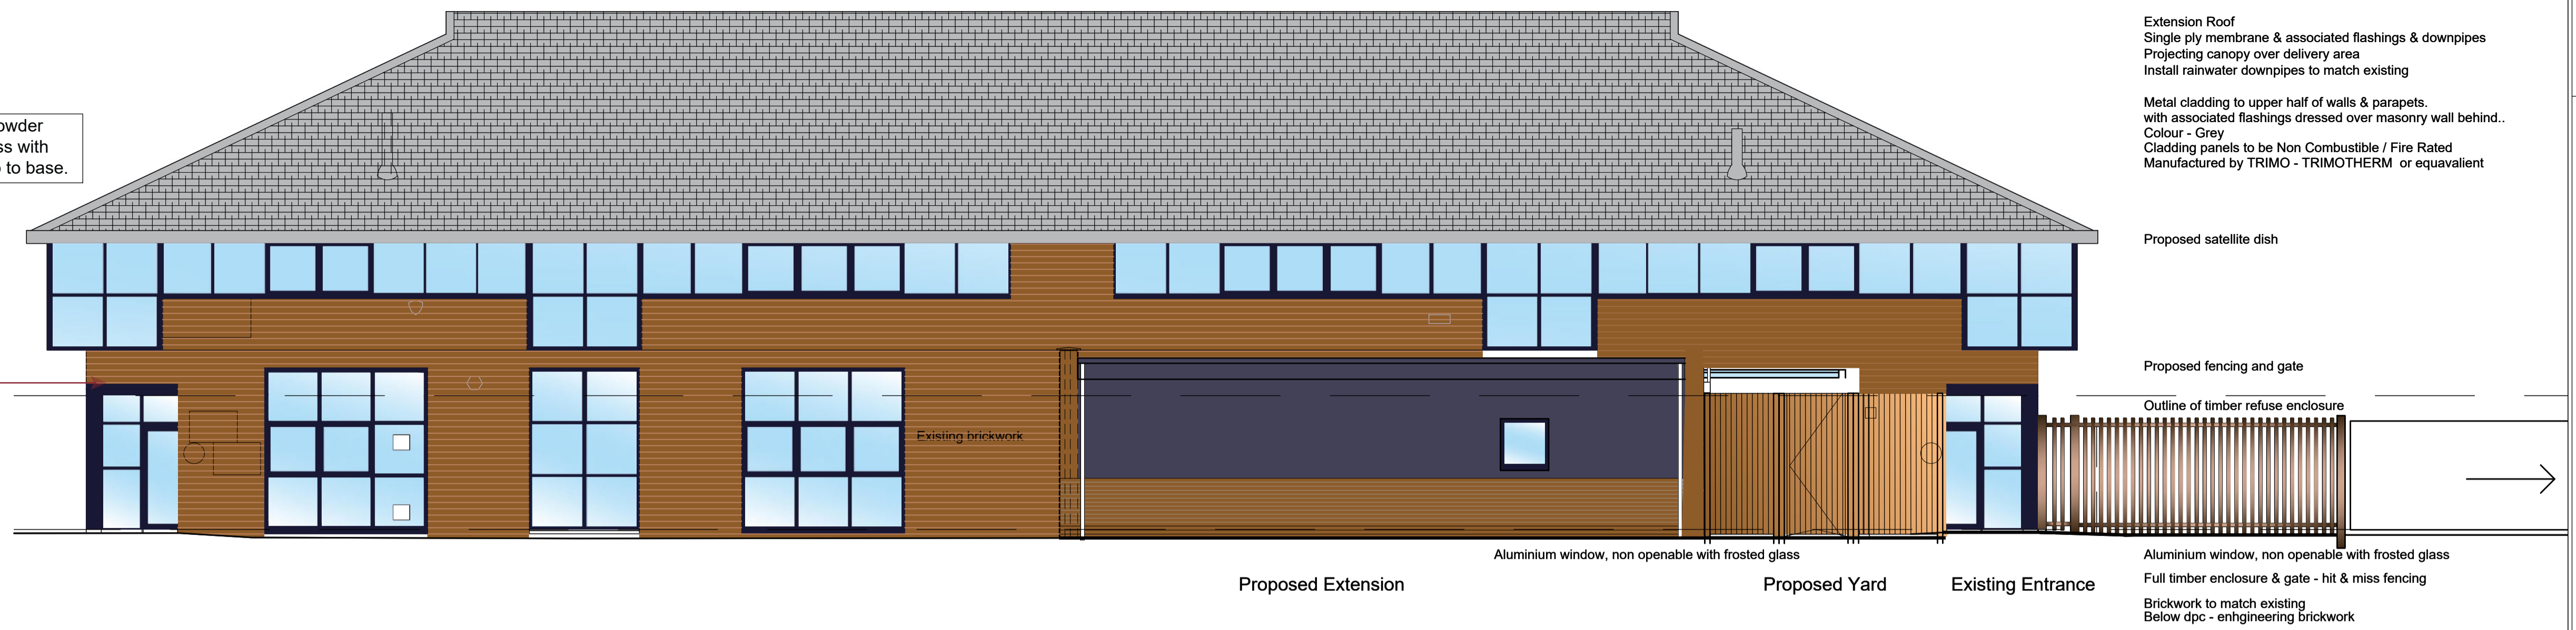 owder
ss with
to base.
Extension Roof
Single ply membrane & associated flashings & downpipes
Projecting canopy over delivery area
Install rainwater downpipes to match existing
Metal cladding to upper half of walls & parapets.
with associated flashings dressed over masonry wall behind..
Colour - Grey
Cladding panels to be Non Combustible / Fire Rated
Manufactured by TRIMO - TRIMOTHERM or equavalient
Proposed satellite dish
Proposed fencing and gate
Outline of timber refuse enclosure
Existing brickwork
Aluminium window, non openable with frosted glass
Proposed Extension
Proposed Yard
Existing Entrance
Aluminium window, non openable with frosted glass
Full timber enclosure & gate - hit & miss fencing
Brickwork to match existing
Below dpc - enhgineering brickwork